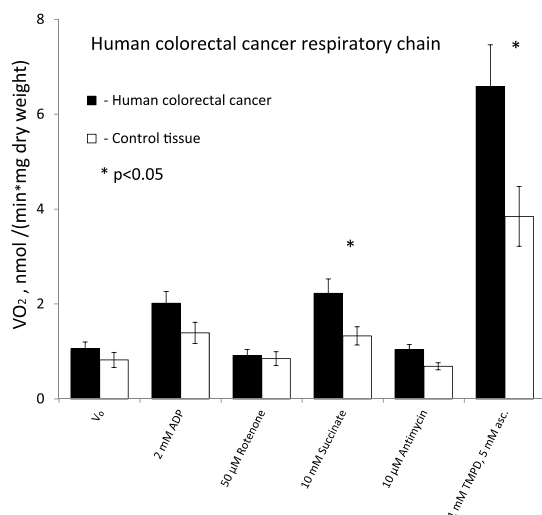 Human colorectal cancer respiratory chain
- Human colorectal cancer
- Control tissue
* p<0.05
*
*
VO₂ , nmol /(min*mg dry weight)
8
6
4
2
0
V₀
2 mM ADP
50 µM Rotenone
10 mM Succinate
10 µM Antimycin
1 mM TMPD, 5 mM asc.